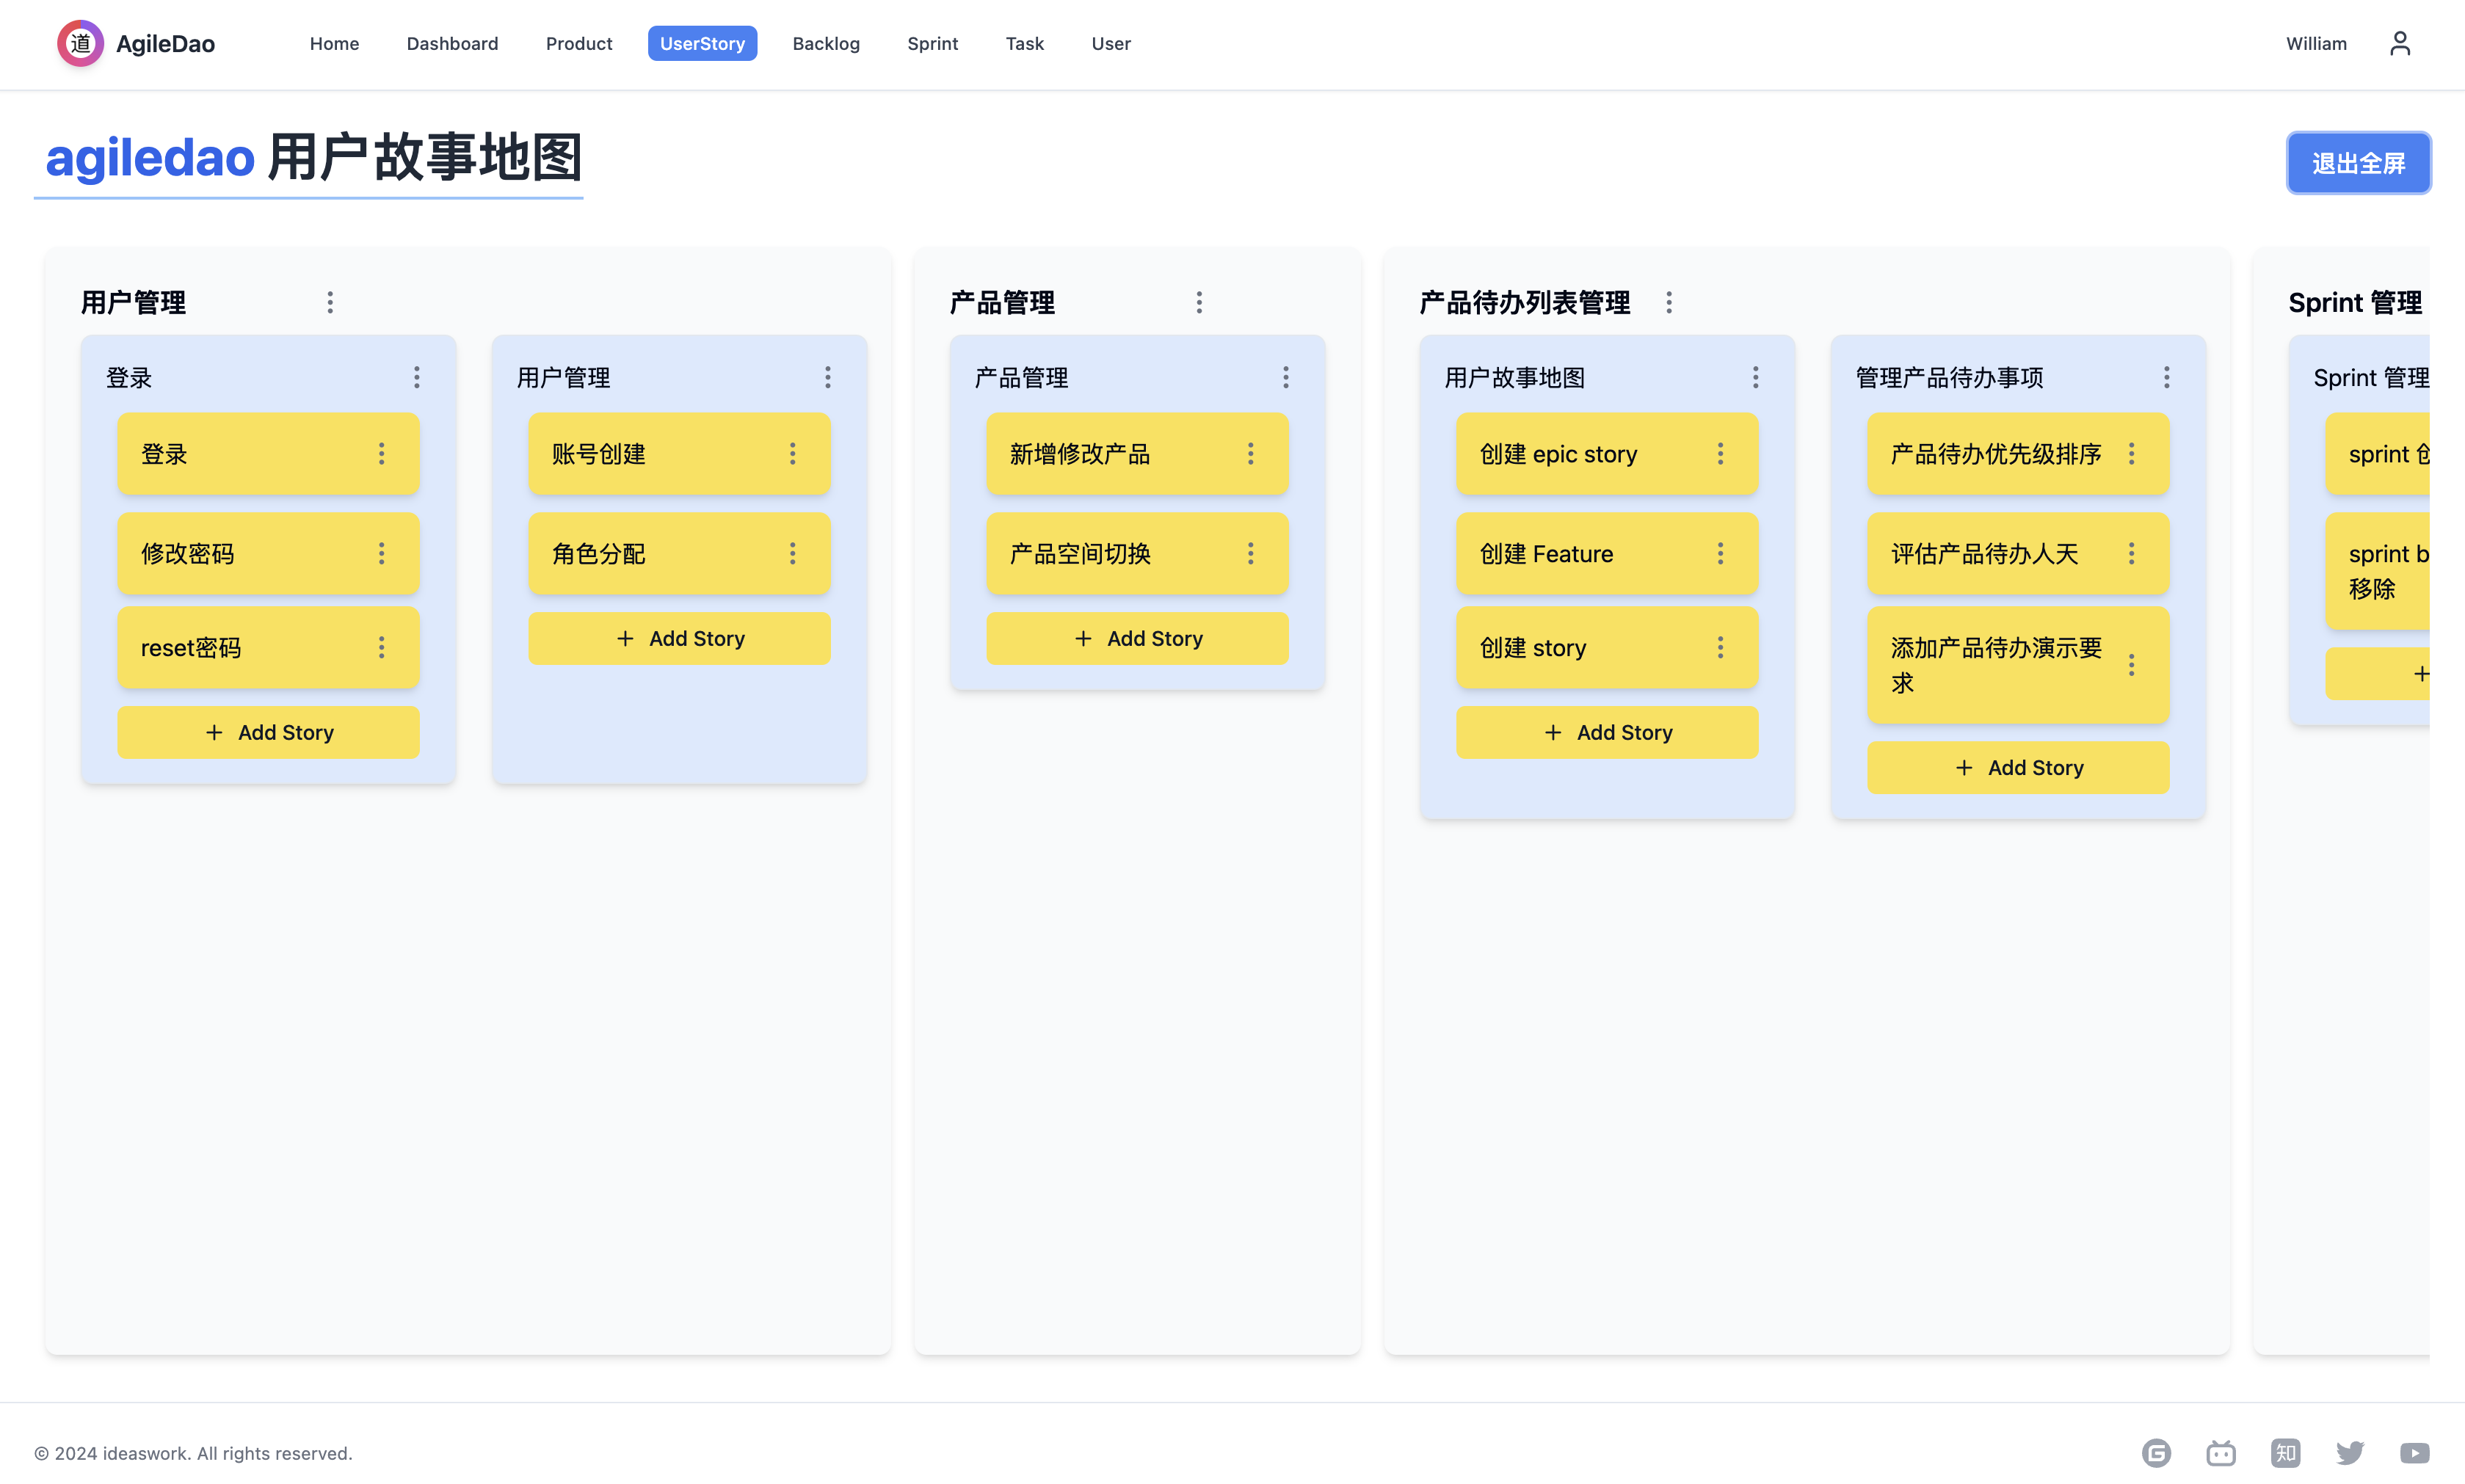 道 AgileDao Home Dashboard Product UserStory Backlog Sprint Task User William
agiledao 用户故事地图
退出全屏
用户管理
登录
登录
修改密码
reset密码
+ Add Story
用户管理
账号创建
角色分配
+ Add Story
产品管理
产品管理
新增修改产品
产品空间切换
+ Add Story
产品待办列表管理
用户故事地图
创建 epic story
创建 Feature
创建 story
+ Add Story
管理产品待办事项
产品待办优先级排序
评估产品待办人天
添加产品待办演示要
求
+ Add Story
Sprint 管理
Sprint 管理
sprint
sprint b
移除
+
© 2024 ideaswork. All rights reserved.
G 知